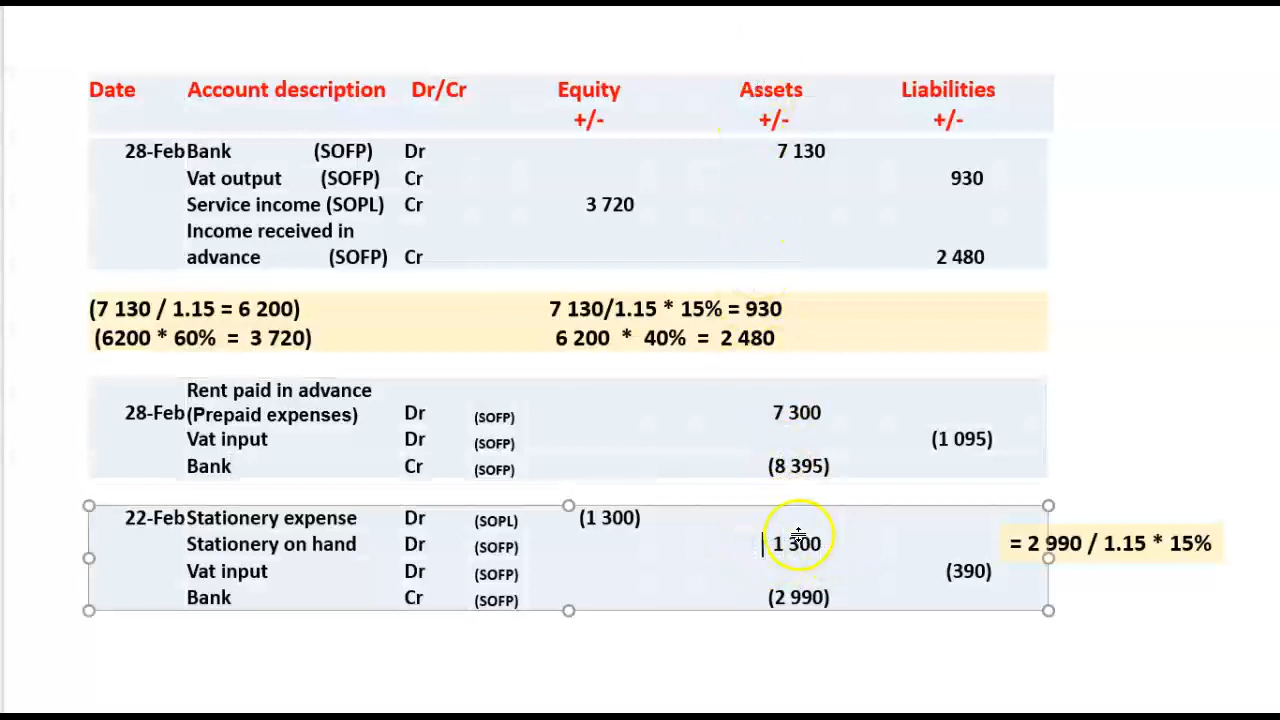 Date Account description Dr/Cr Equity Assets Liabilities
+/- +/- +/-
28-Feb Bank (SOFP) Dr 7 130
Vat output (SOFP) Cr 930
Service income (SOPL) Cr 3 720
Income received in
advance (SOFP) Cr 2 480
(7 130 / 1.15 = 6 200) 7 130/1.15 * 15% = 930
(6200 * 60% = 3 720) 6 200 * 40% = 2 480
Rent paid in advance
28-Feb (Prepaid expenses) Dr (SOFP) 7 300
Vat input Dr (SOFP) (1 095)
Bank Cr (SOFP) (8 395)
22-Feb Stationery expense Dr (SOPL) (1 300)
Stationery on hand Dr (SOFP) 1 300 = 2 990 / 1.15 * 15%
Vat input Dr (SOFP) (390)
Bank Cr (SOFP) (2 990)